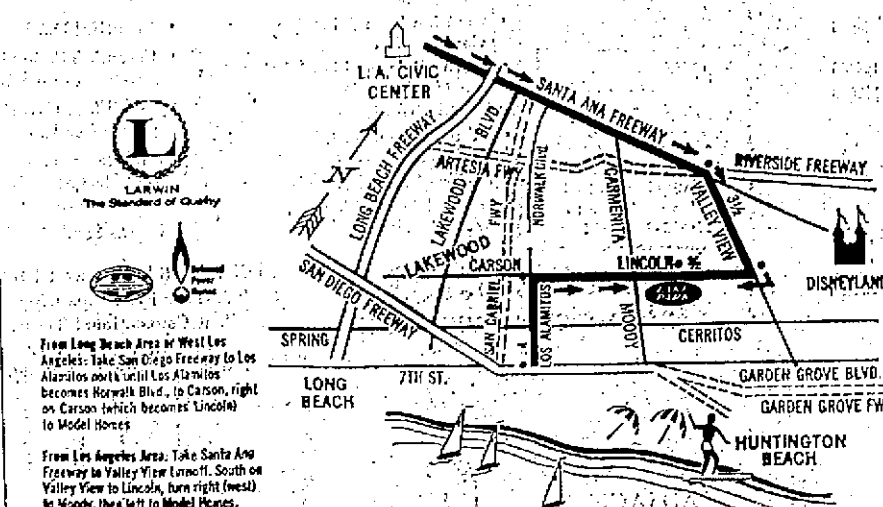 L. A. CIVIC
CENTER
SANTA ANA FREEWAY
LONG BEACH FREEWAY
LAKEWOOD BLVD.
ARTESIA FWY
NORWALK BLVD.
CARMENITA
RIVERSIDE FREEWAY
VALLEY VIEW
3½
N
L
LARWIN
The Standard of Quality
SAN DIEGO FREEWAY
LAKEWOOD
CARSON
LINCOLN
SAN GABRIEL FWY
LOS ALAMITOS
MOODY
DISNEYLAND
SPRING
CERRITOS
LONG
BEACH
7TH ST.
GARDEN GROVE BLVD.
GARDEN GROVE FW
HUNTINGTON
BEACH
From Long Beach Area or West Los
Angeles: Take San Diego Freeway to Los
Alamitos north until Los Alamitos
becomes Norwalk Blvd., to Carson, right
on Carson (which becomes Lincoln)
to Model Homes
From Los Angeles Area: Take Santa Ana
Freeway to Valley View turnoff. South on
Valley View to Lincoln, turn right (west)
to Moody, then left to Model Homes.